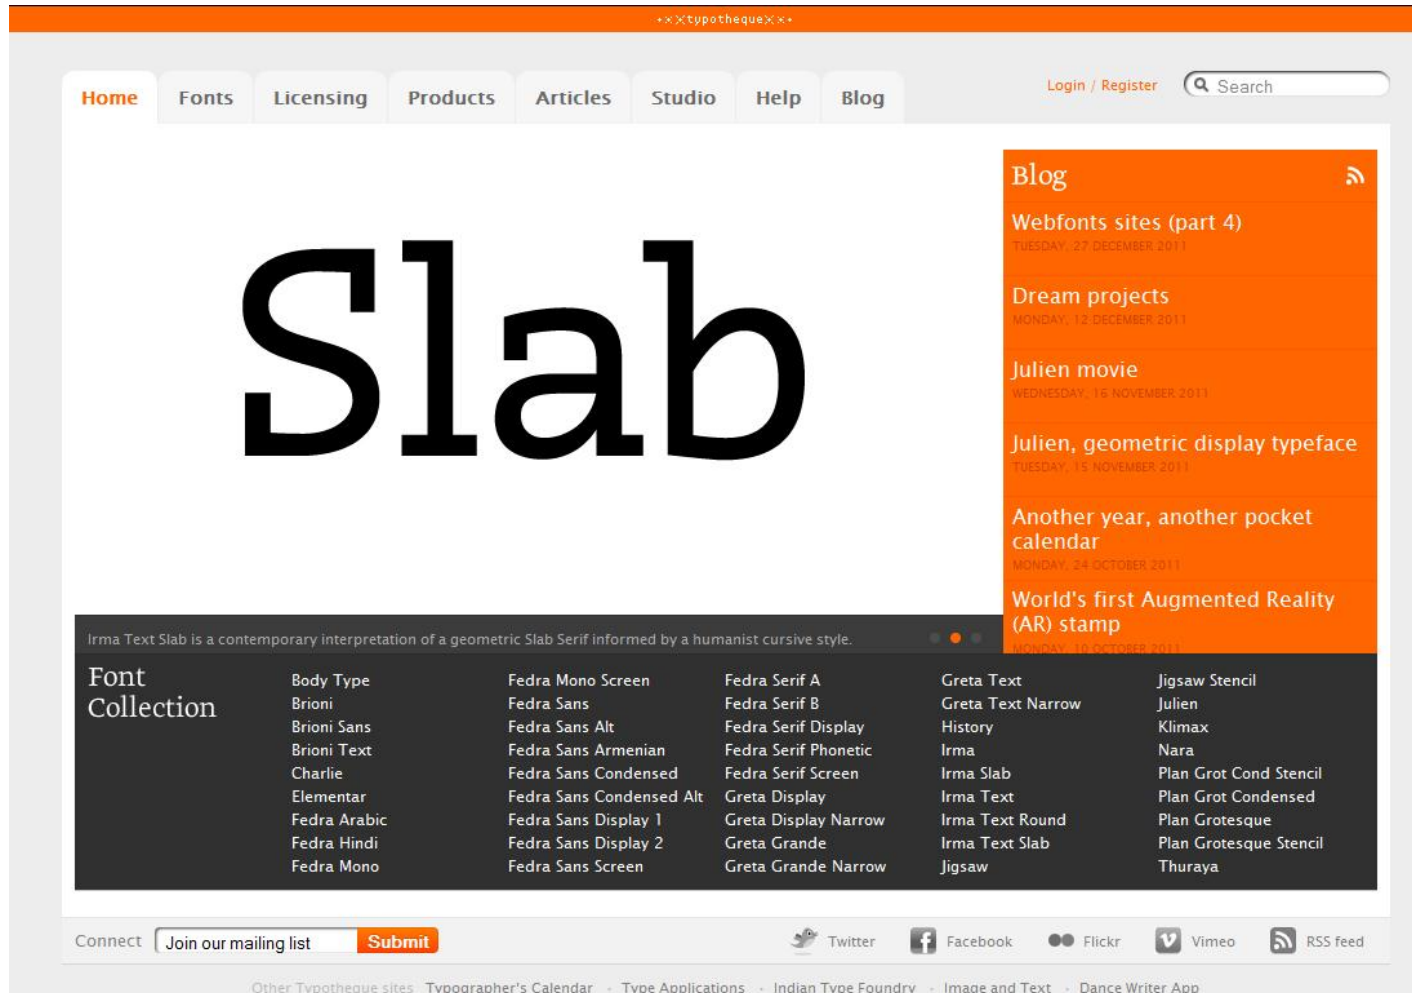 typotheque
Home Fonts Licensing Products Articles Studio Help Blog
Login / Register
Search
Slab
Irma Text Slab is a contemporary interpretation of a geometric Slab Serif informed by a humanist cursive style.
Blog
Webfonts sites (part 4)
TUESDAY, 27 DECEMBER 2011
Dream projects
MONDAY, 12 DECEMBER 2011
Julien movie
WEDNESDAY, 16 NOVEMBER 2011
Julien, geometric display typeface
TUESDAY, 15 NOVEMBER 2011
Another year, another pocket
calendar
MONDAY, 24 OCTOBER 2011
World's first Augmented Reality
(AR) stamp
MONDAY, 10 OCTOBER 2011
Font
Collection
Body Type
Brioni
Brioni Sans
Brioni Text
Charlie
Elementar
Fedra Arabic
Fedra Hindi
Fedra Mono
Fedra Mono Screen
Fedra Sans
Fedra Sans Alt
Fedra Sans Armenian
Fedra Sans Condensed
Fedra Sans Condensed Alt
Fedra Sans Display 1
Fedra Sans Display 2
Fedra Sans Screen
Fedra Serif A
Fedra Serif B
Fedra Serif Display
Fedra Serif Phonetic
Fedra Serif Screen
Greta Display
Greta Display Narrow
Greta Grande
Greta Grande Narrow
Greta Text
Greta Text Narrow
History
Irma
Irma Slab
Irma Text
Irma Text Round
Irma Text Slab
Jigsaw
Jigsaw Stencil
Julien
Klimax
Nara
Plan Grot Cond Stencil
Plan Grot Condensed
Plan Grotesque
Plan Grotesque Stencil
Thuraya
Connect Join our mailing list Submit
Twitter Facebook Flickr Vimeo RSS feed
Other Typotheque sites Typographer's Calendar • Type Applications • Indian Type Foundry • Image and Text • Dance Writer App